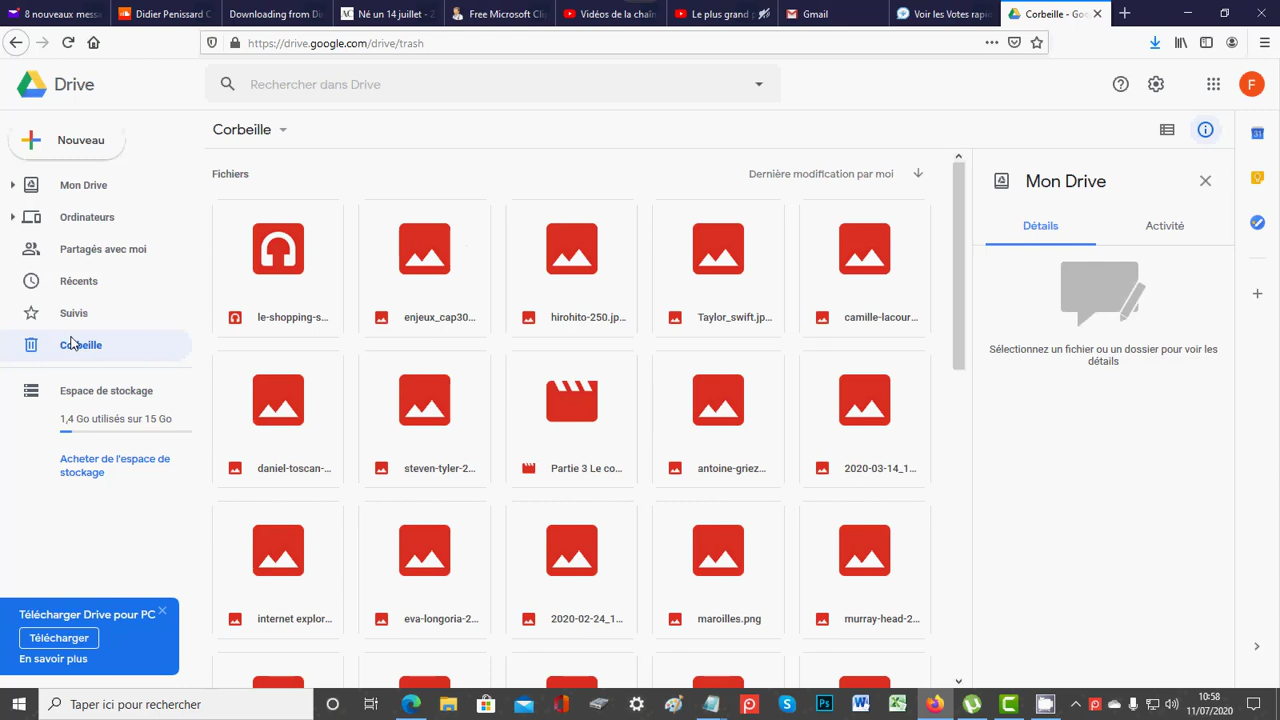 8 nouveaux mess
Didier Penissard C
Downloading from Di
Né un 14 juillet - Z
Free Microsoft Cli
Vidéos de la chaîn
Le plus grand
Gmail
Voir les Votes rapi
Corbeille - Goo
https://drive.google.com/drive/trash
Drive
Rechercher dans Drive
F
Nouveau
Mon Drive
Ordinateurs
Partagés avec moi
Récents
Suivis
Corbeille
Espace de stockage
1,4 Go utilisés sur 15 Go
Acheter de l'espace de
stockage
Télécharger Drive pour PC
Télécharger
En savoir plus
Corbeille
Fichiers
Dernière modification par moi
le-shopping-s...
enjeux_cap30...
hirohito-250.jp...
Taylor_swift.jp...
camille-lacour...
daniel-toscan-...
steven-tyler-2...
Partie 3 Le co...
antoine-griez...
2020-03-14_1...
internet explor...
eva-longoria-2...
2020-02-24_1...
maroilles.png
murray-head-2...
Mon Drive
Détails
Activité
Sélectionnez un fichier ou un dossier pour voir les
détails
31
Taper ici pour rechercher
10:58
11/07/2020